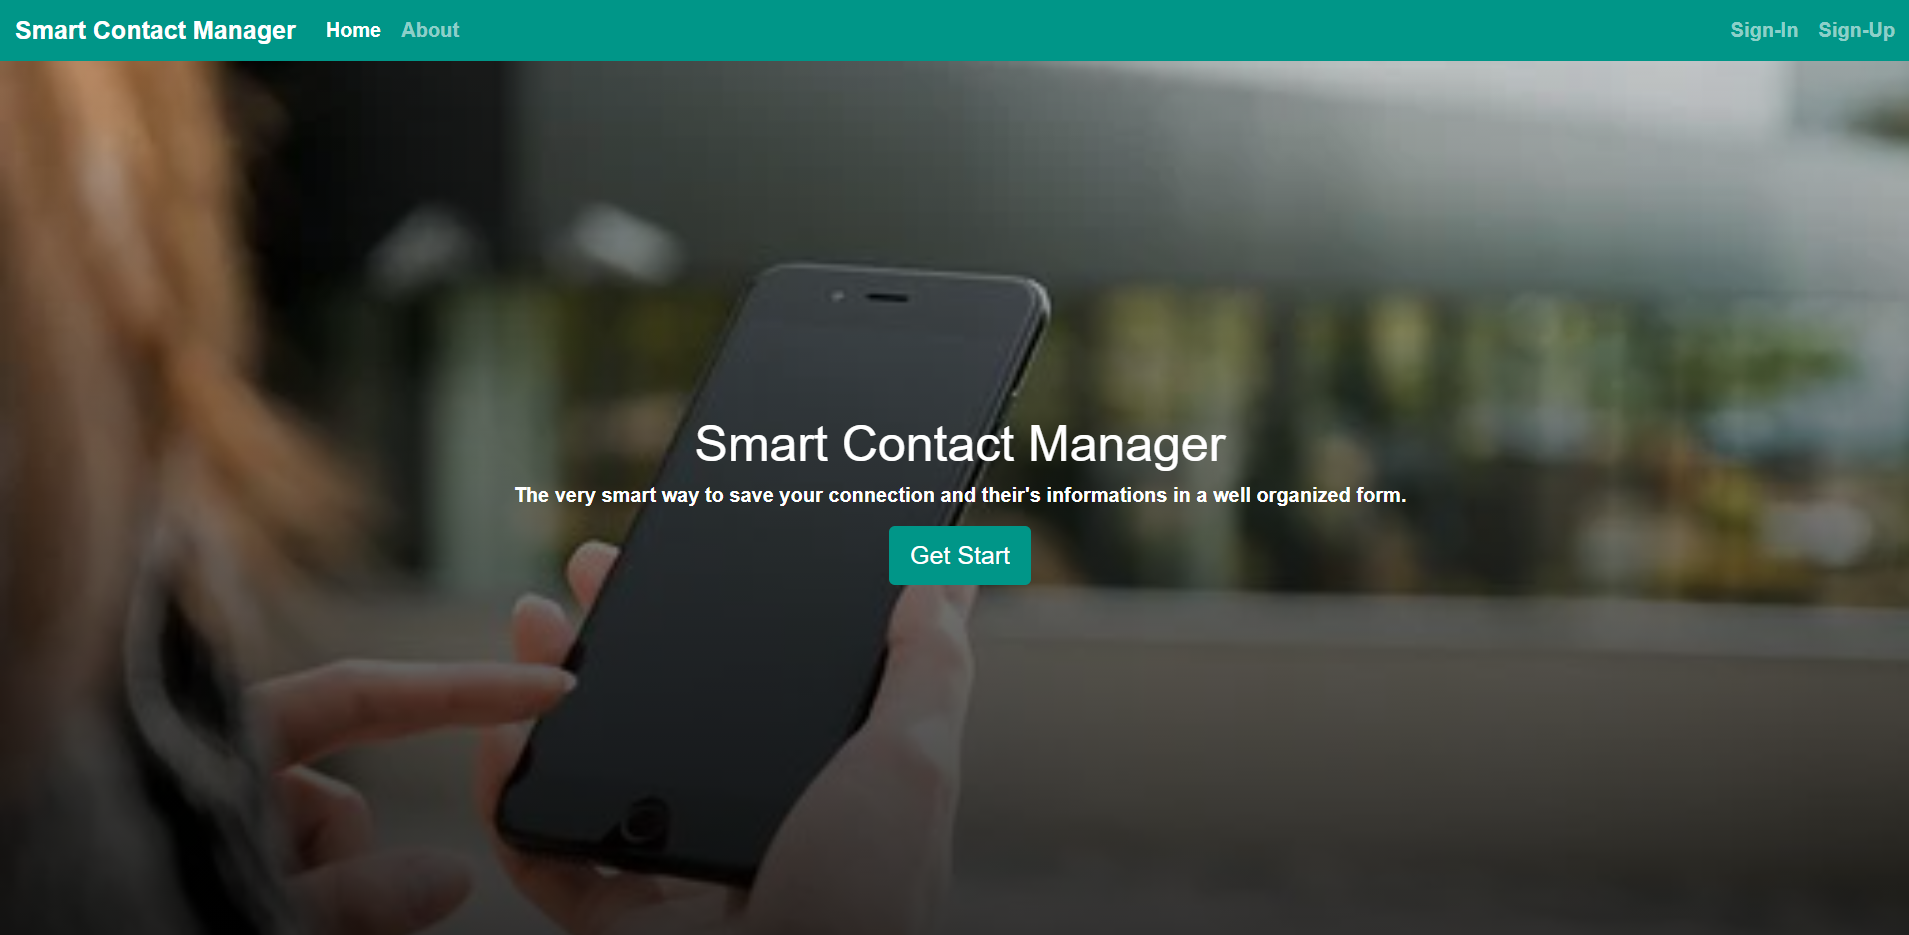 Smart Contact Manager Home About Sign-In Sign-Up
Smart Contact Manager
The very smart way to save your connection and their's informations in a well organized form.
Get Start